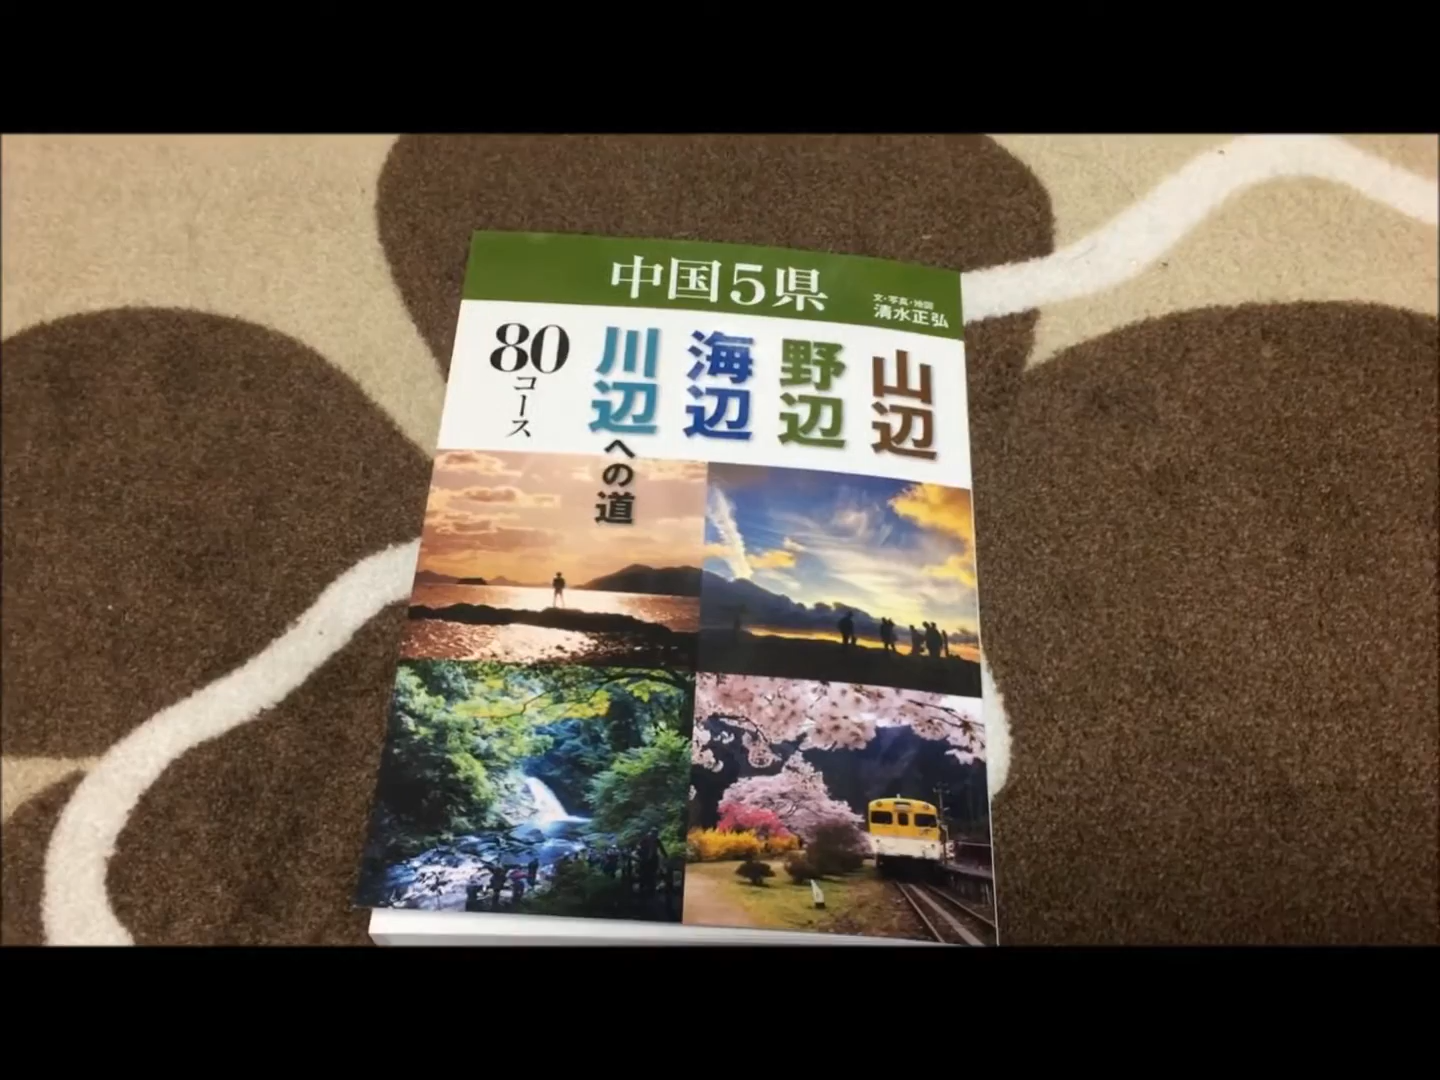 中国5県
文・写真・地図
清水正弘
山辺
野辺
海辺
川辺への道
80コース